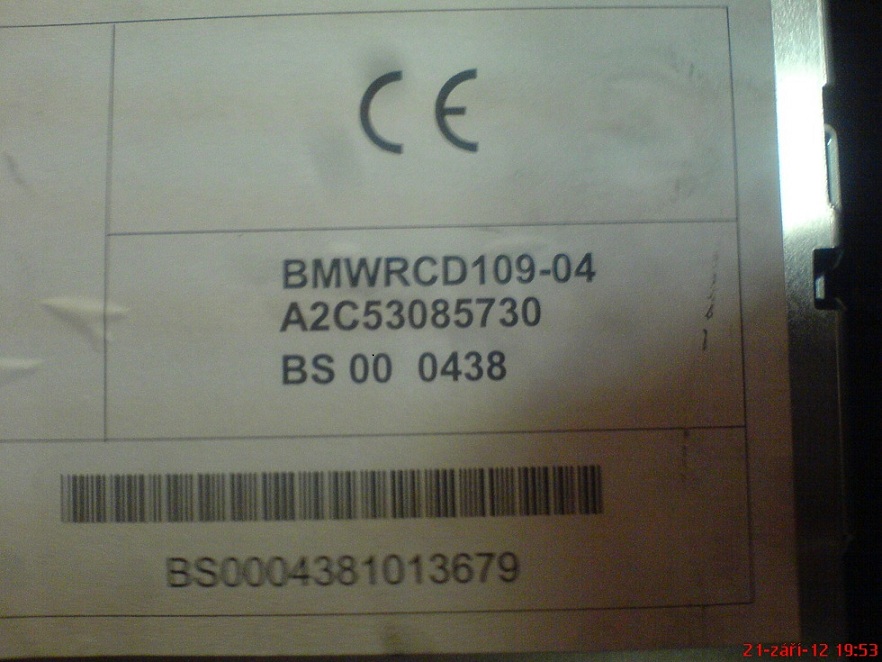 CE
BMWRCD109-04
A2C53085730
BS 00 0438
BS0004381013679
21-září-12 19:53